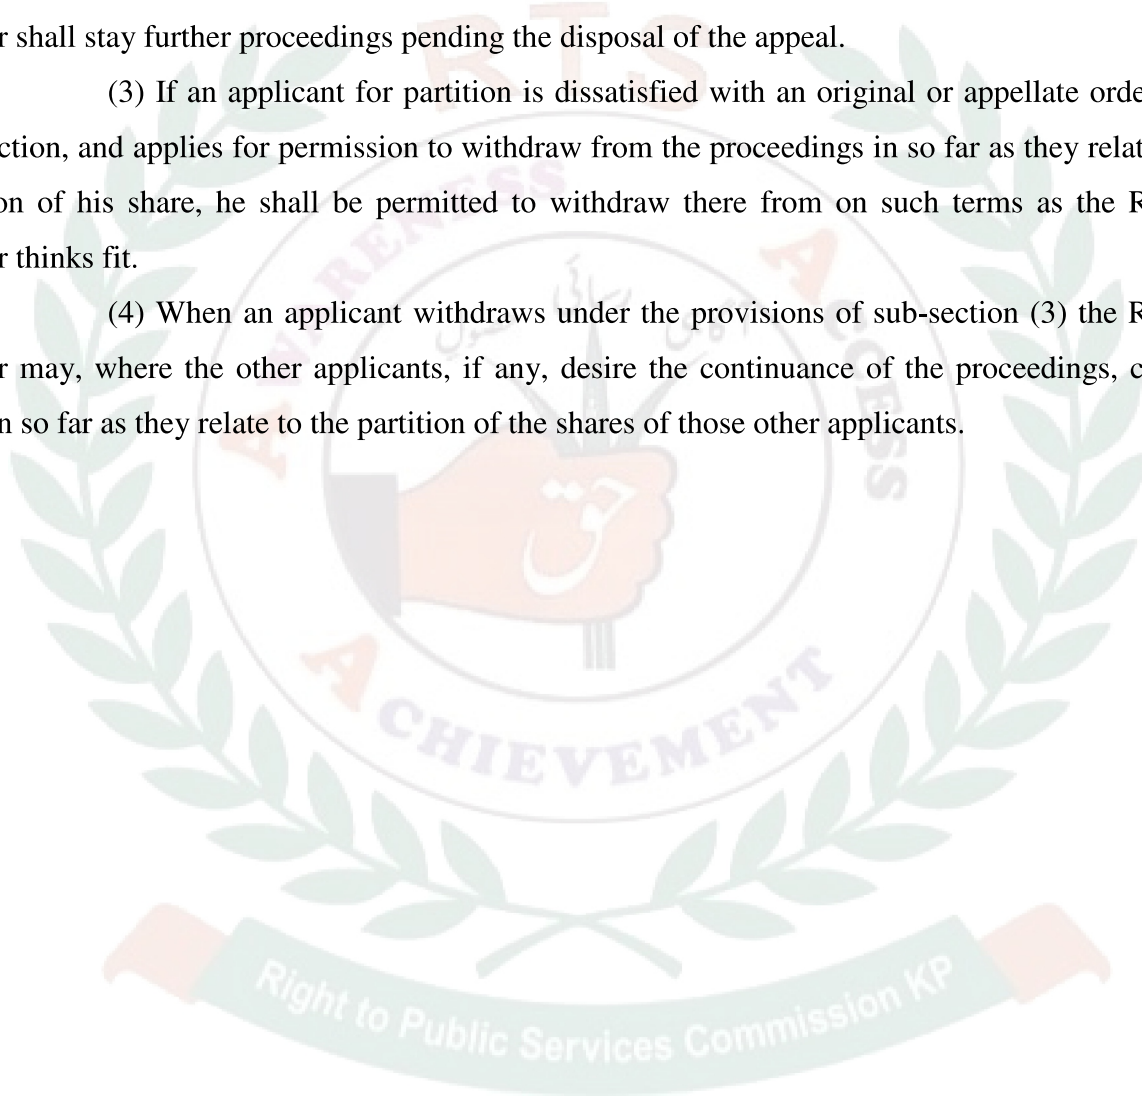 r shall stay further proceedings pending the disposal of the appeal.
(3) If an applicant for partition is dissatisfied with an original or appellate orde
ction, and applies for permission to withdraw from the proceedings in so far as they relat
on of his share, he shall be permitted to withdraw there from on such terms as the R
r thinks fit.
(4) When an applicant withdraws under the provisions of sub-section (3) the R
r may, where the other applicants, if any, desire the continuance of the proceedings, c
n so far as they relate to the partition of the shares of those other applicants.
RTS
AWARENESS
ACCESS
حق
ACHIEVEMENT
Right to Public Services Commission KP